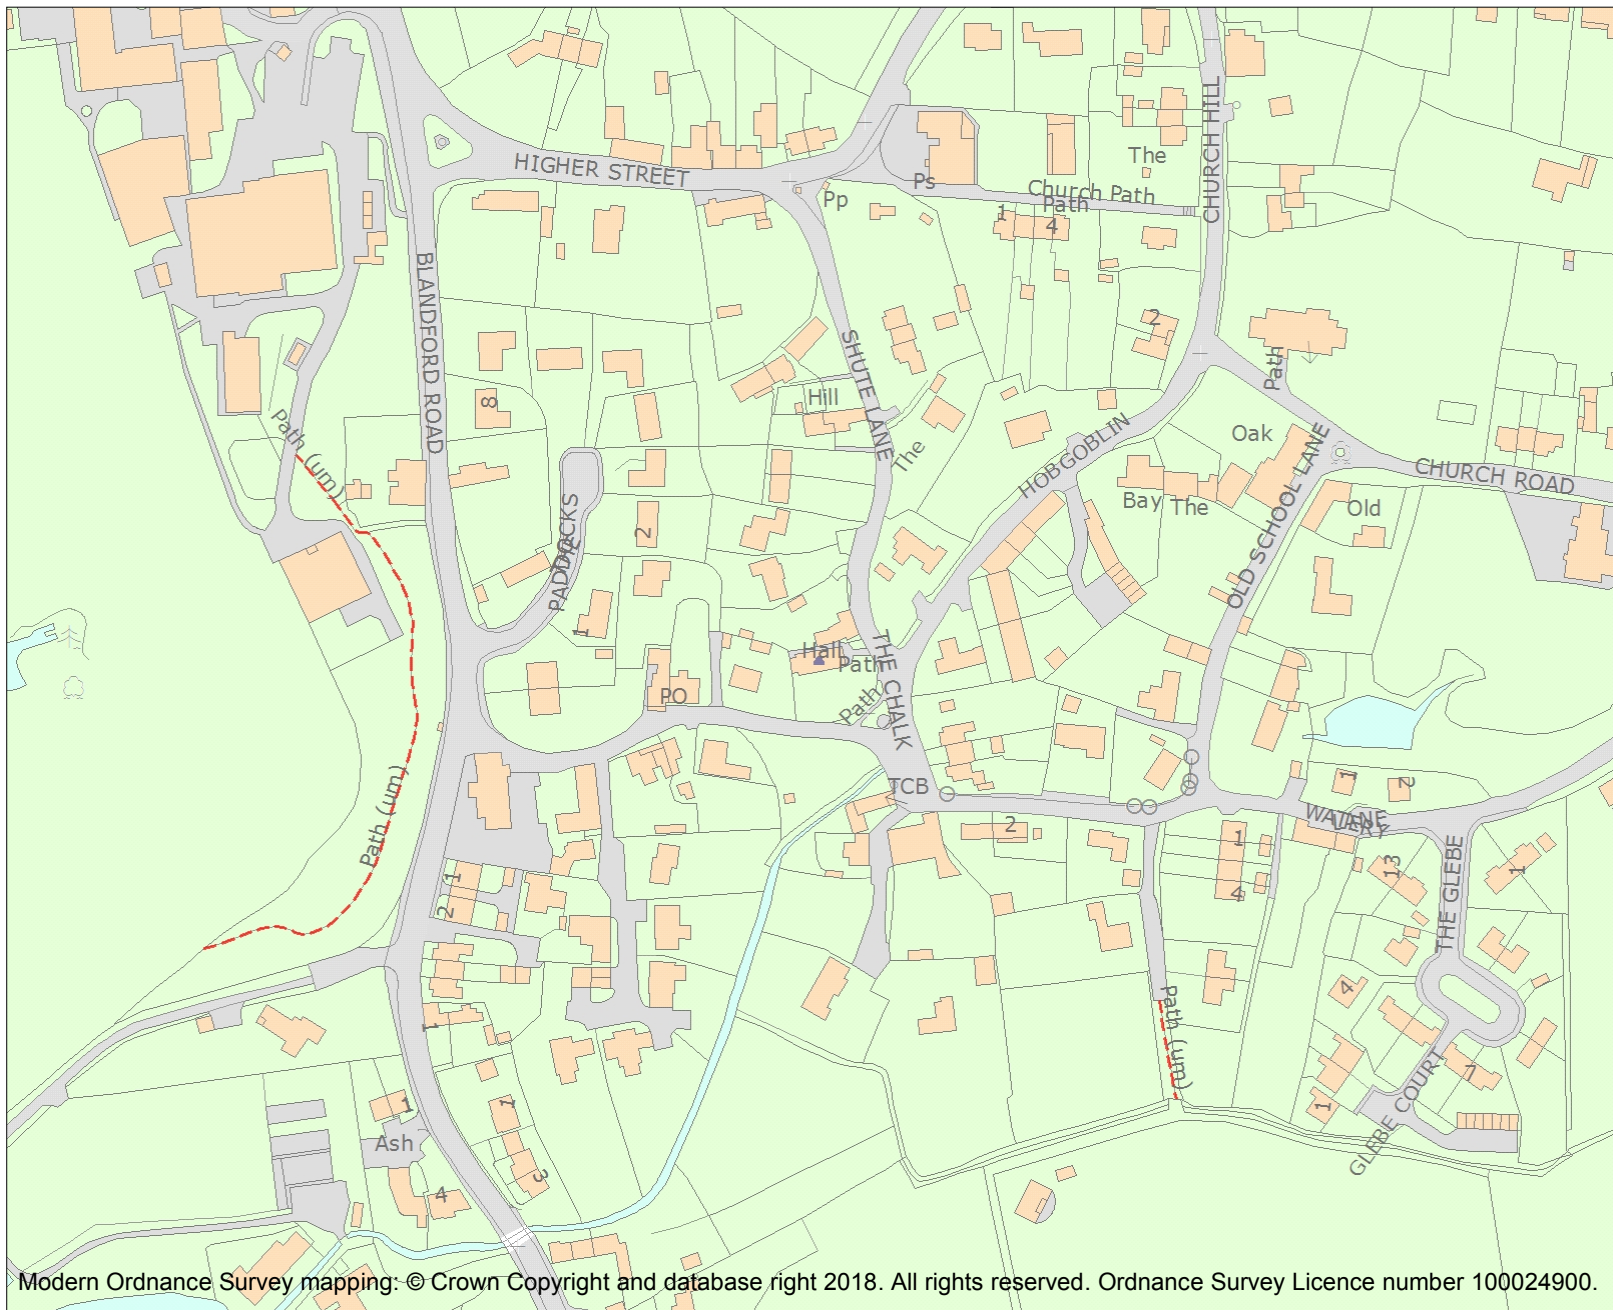 CHURCH HILL
The
HIGHER STREET
Ps
Church Path
Path
Pp
1
4
BLANDFORD ROAD
2
SHUTE LANE
Path
Hill
8
Path (um)
The
HOBGOBLIN
Oak
OLD SCHOOL LANE
CHURCH ROAD
Bay
The
Old
PADDOCKS
THE
2
1
Hall
Path
THE CHALK
PO
Path
TCB
Path (um)
2
1
2
WATERY
LANE
1
13
1
THE GLEBE
4
1
2
4
Path (um)
1
7
1
GLEBE COURT
1
1
Ash
3
4
Modern Ordnance Survey mapping: © Crown Copyright and database right 2018. All rights reserved. Ordnance Survey Licence number 100024900.